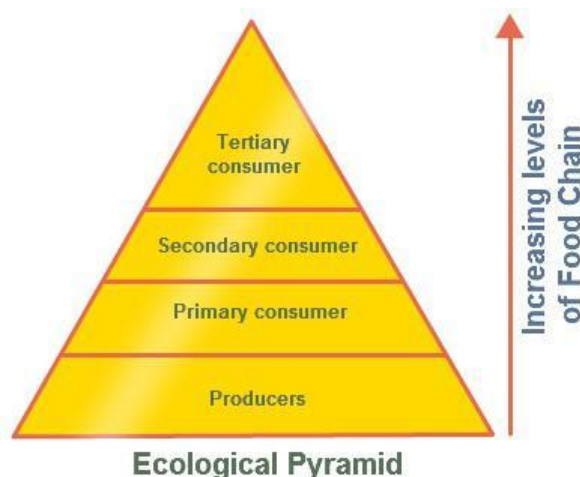 Tertiary
consumer
Secondary consumer
Primary consumer
Producers
Ecological Pyramid
Increasing levels
of Food Chain